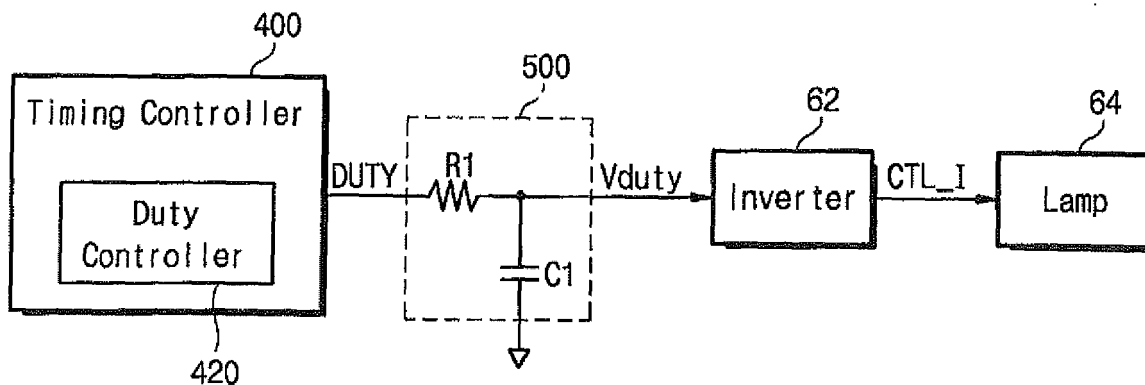 400
Timing Controller
Duty
Controller
420
DUTY
500
R1
C1
Vduty
62
Inverter
CTL_I
64
Lamp